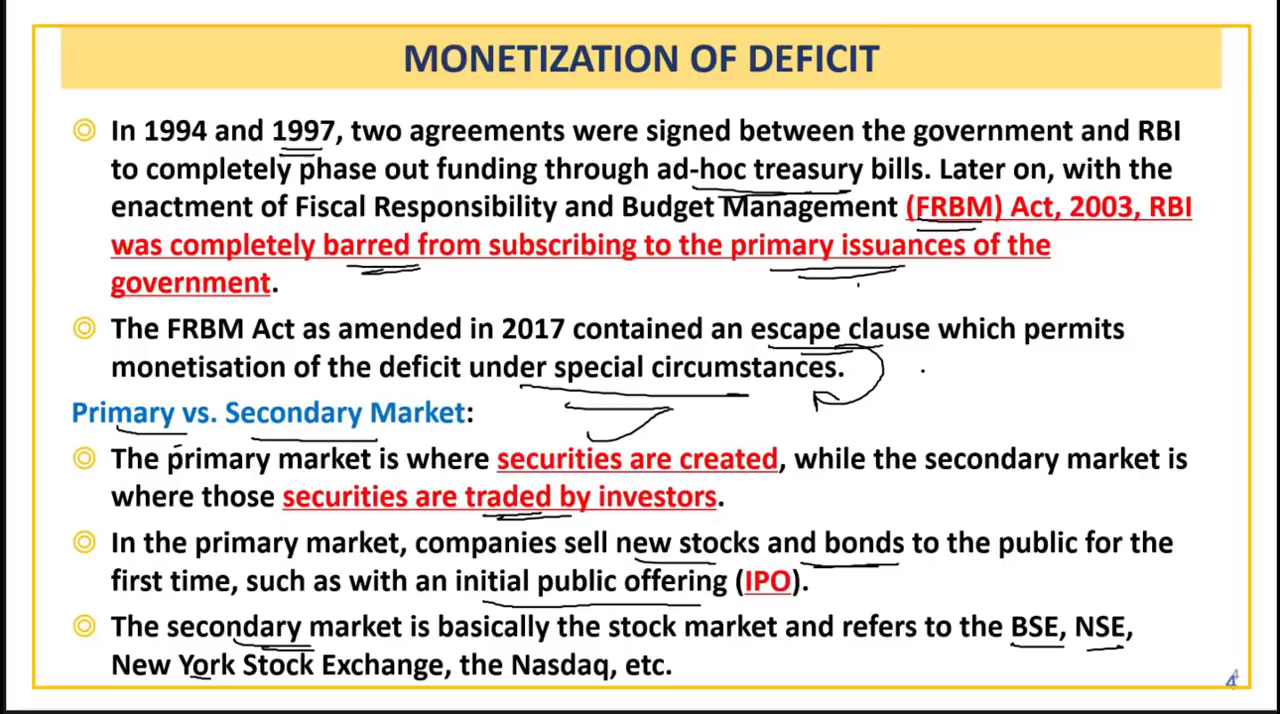 MONETIZATION OF DEFICIT
In 1994 and 1997, two agreements were signed between the government and RBI
to completely phase out funding through ad-hoc treasury bills. Later on, with the
enactment of Fiscal Responsibility and Budget Management (FRBM) Act, 2003, RBI
was completely barred from subscribing to the primary issuances of the
government.
The FRBM Act as amended in 2017 contained an escape clause which permits
monetisation of the deficit under special circumstances.
Primary vs. Secondary Market:
The primary market is where securities are created, while the secondary market is
where those securities are traded by investors.
In the primary market, companies sell new stocks and bonds to the public for the
first time, such as with an initial public offering (IPO).
The secondary market is basically the stock market and refers to the BSE, NSE,
New York Stock Exchange, the Nasdaq, etc.
4